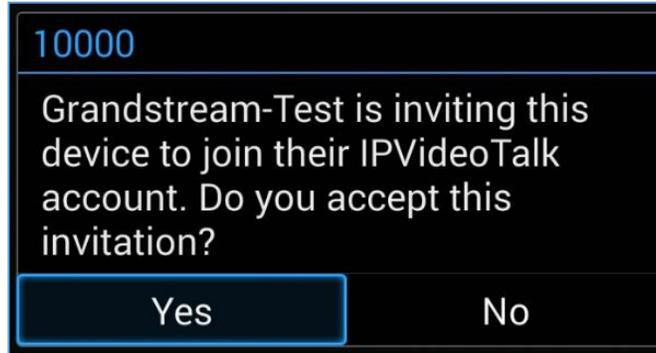 10000
Grandstream-Test is inviting this
device to join their IPVideoTalk
account. Do you accept this
invitation?
Yes
No